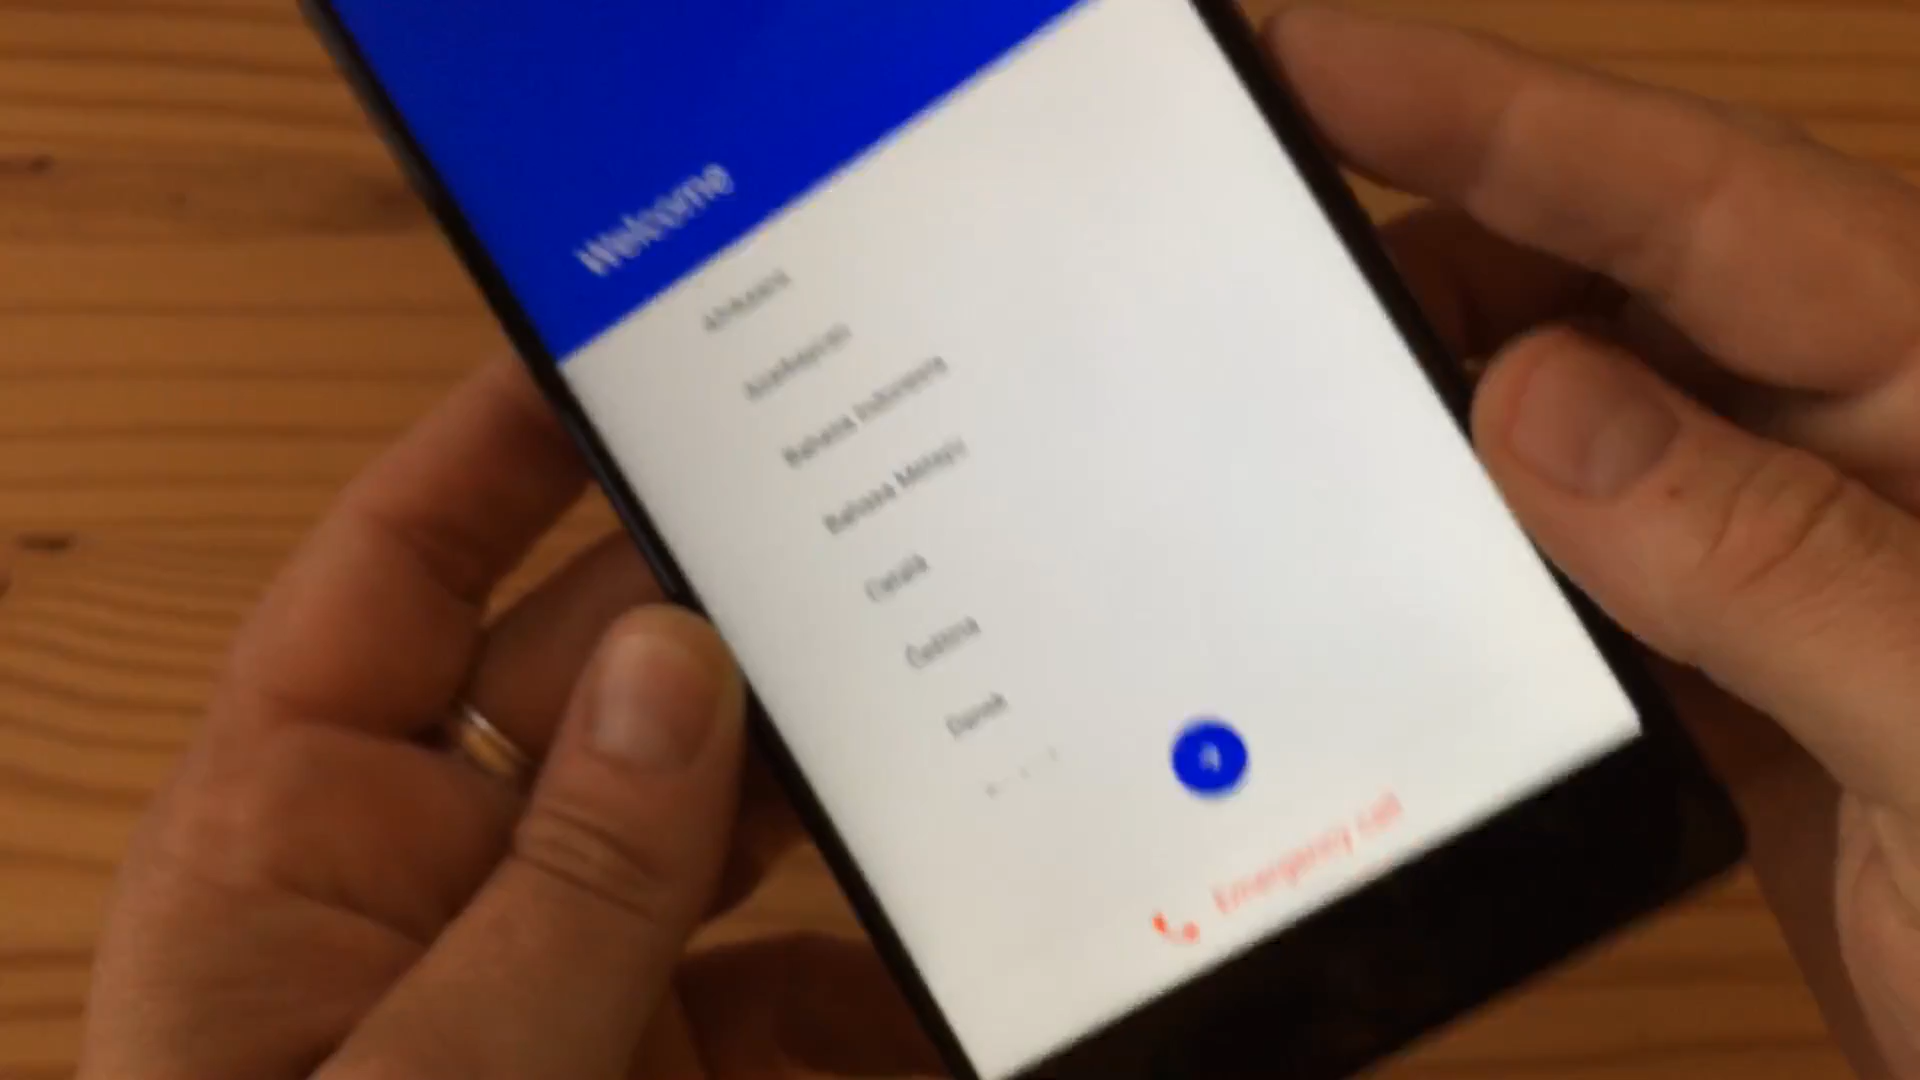 Welcome
Afrikaans
Azərbaycan
Bahasa Indonesia
Bahasa Melayu
Català
Čeština
Dansk
Emergency call